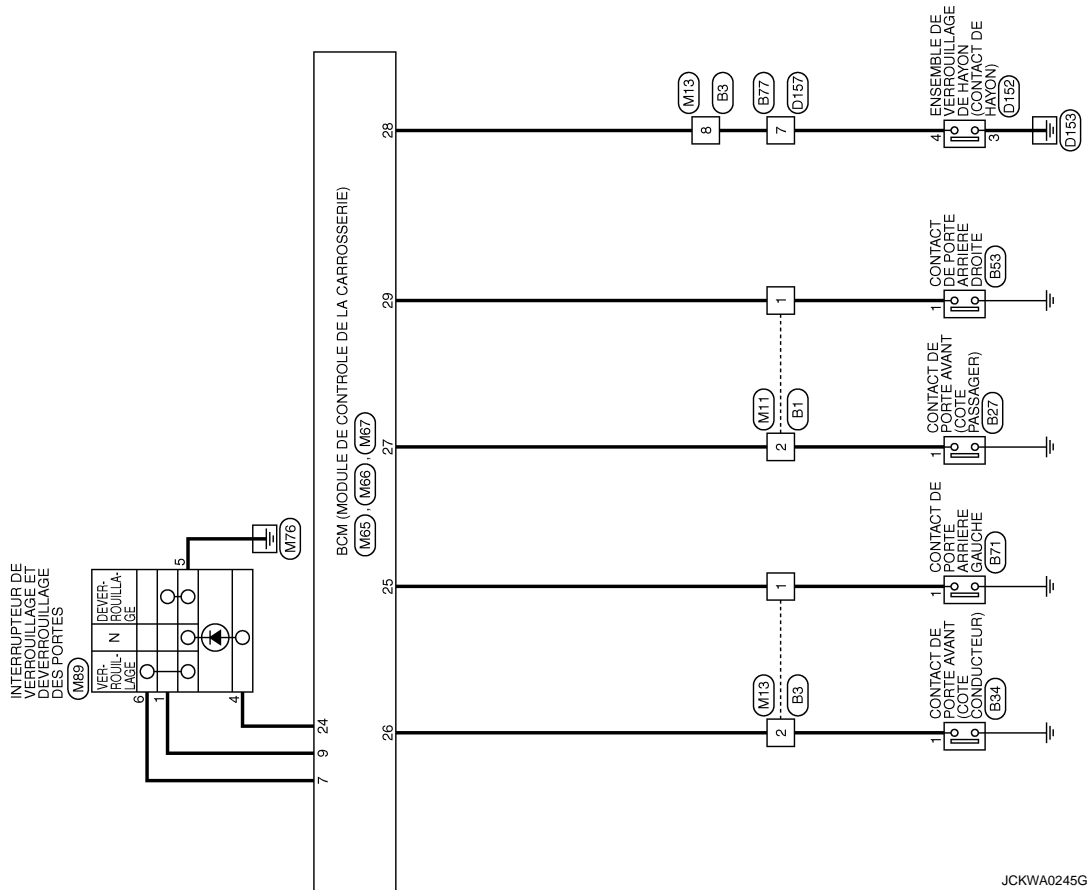 INTERRUPTEUR DE
VERROUILLAGE ET
DEVERROUILLAGE
DES PORTES
M89
VER-
ROUIL-
LAGE
N
DEVER-
ROUILLA-
GE
6
1
4
5
M76
7
9
24
BCM (MODULE DE CONTROLE DE LA CARROSSERIE)
M65 , M66 , M67
26
25
27
29
28
M13
8
B3
B77
7
D157
M13
2
B3
1
M11
2
B1
1
1
CONTACT DE
PORTE AVANT
(COTE
CONDUCTEUR)
B34
1
CONTACT DE
PORTE
ARRIERE
GAUCHE
B71
1
CONTACT DE
PORTE AVANT
(COTE
PASSAGER)
B27
1
CONTACT
DE PORTE
ARRIERE
DROITE
B53
4
3
ENSEMBLE DE
VERROUILLAGE
DE HAYON
(CONTACT DE
HAYON)
D152
D153
JCKWA0245G